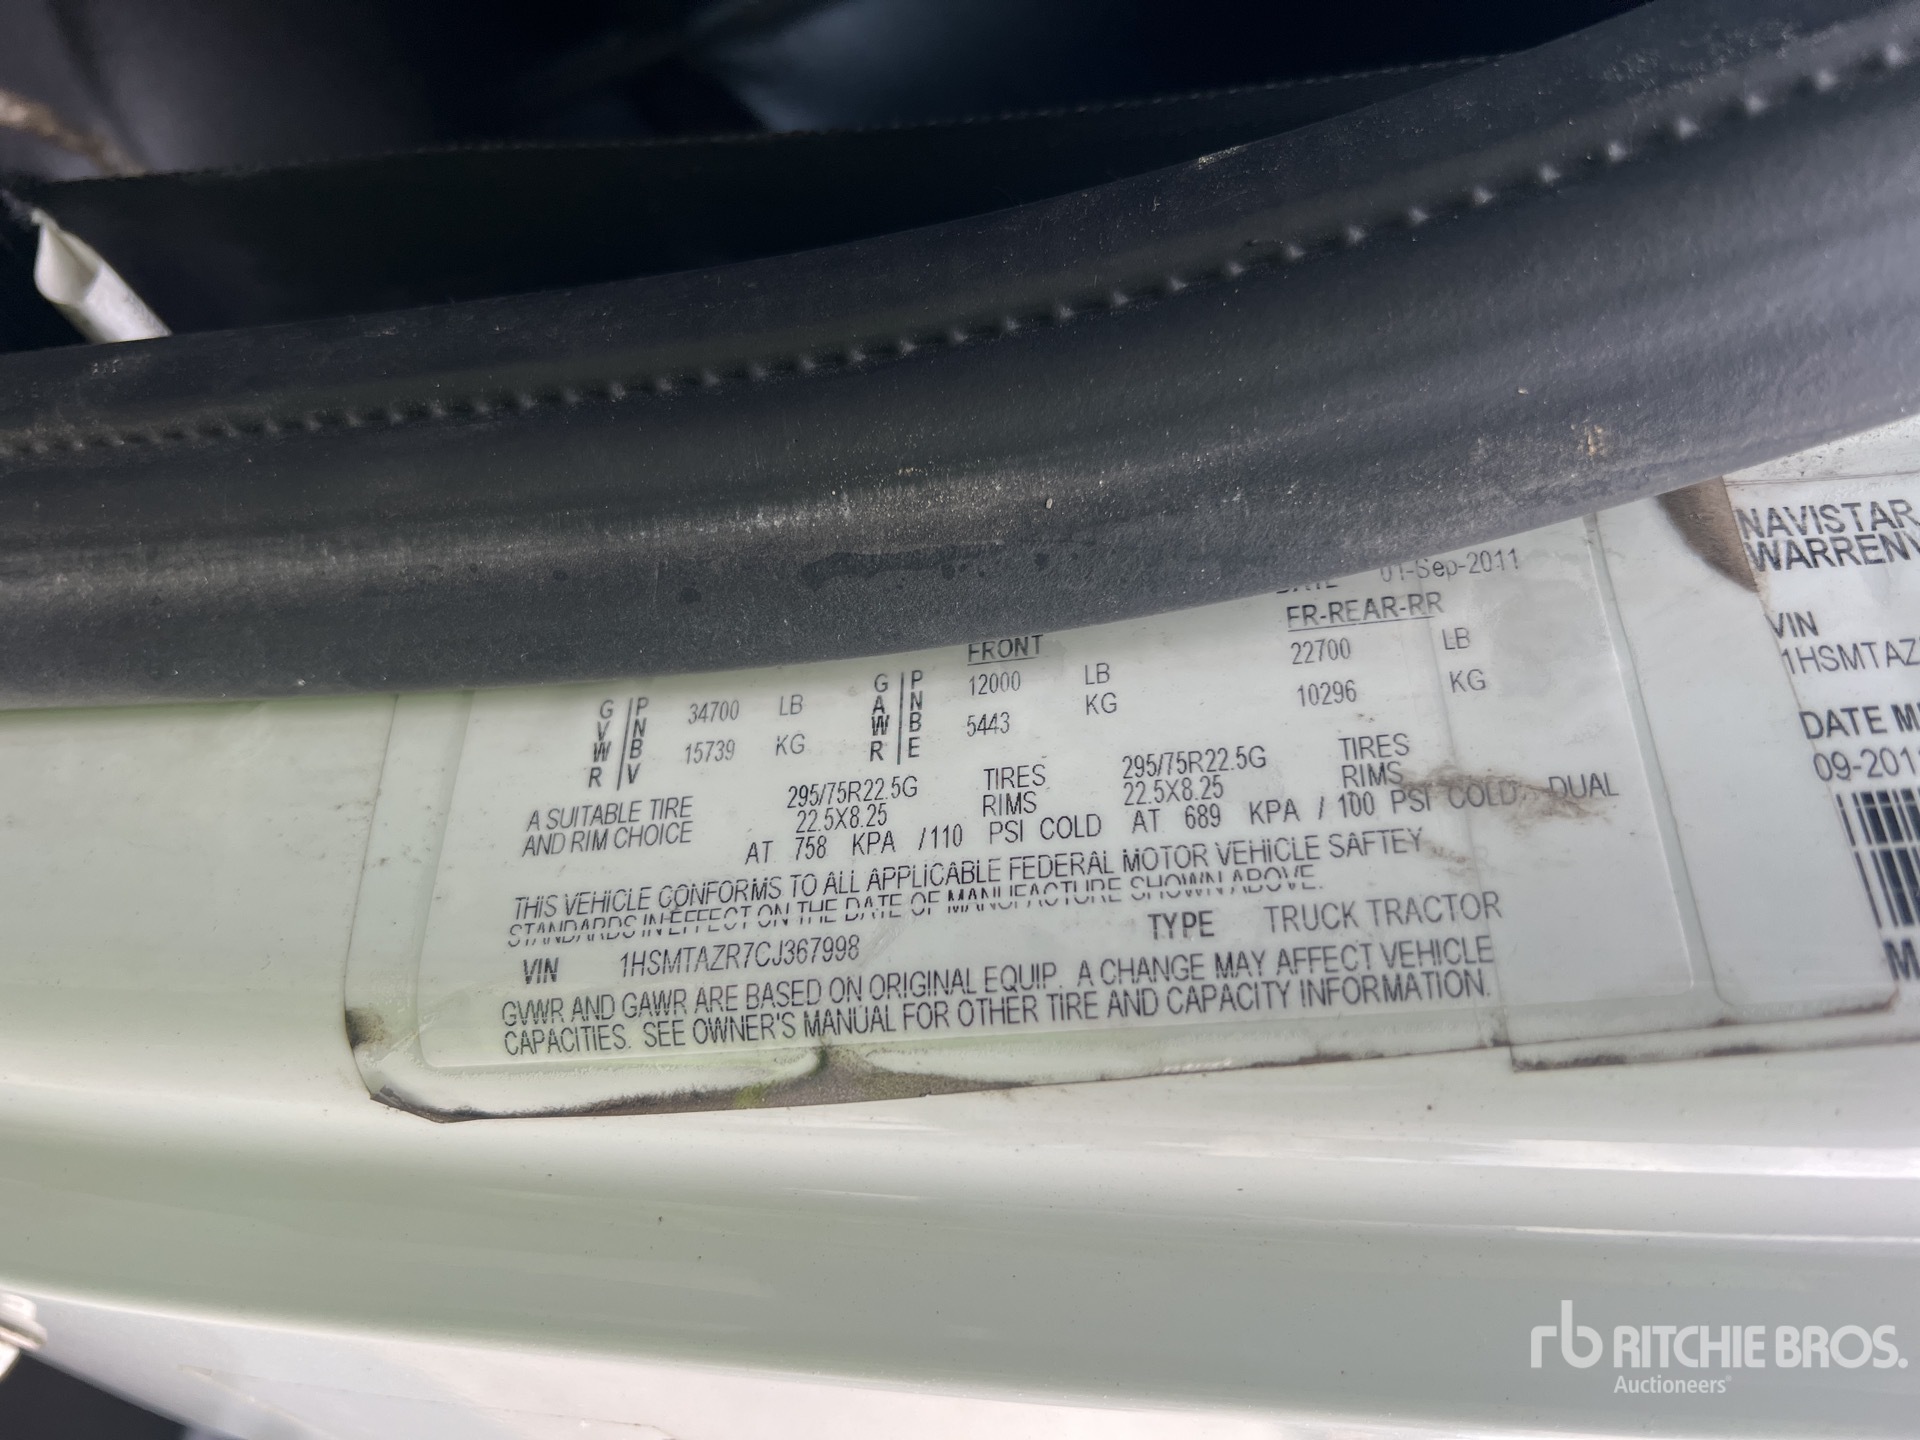 01-Sep-2011
FRONT FR-REAR-RR
G P 34700 LB G P 12000 LB 22700 LB
V N A N
W B 15739 KG W B 5443 KG 10296 KG
R V R E
A SUITABLE TIRE 295/75R22.5G TIRES 295/75R22.5G TIRES
AND RIM CHOICE 22.5X8.25 RIMS 22.5X8.25 RIMS
AT 758 KPA /110 PSI COLD AT 689 KPA / 100 PSI COLD DUAL
THIS VEHICLE CONFORMS TO ALL APPLICABLE FEDERAL MOTOR VEHICLE SAFTEY
STANDARDS IN EFFECT ON THE DATE OF MANUFACTURE SHOWN ABOVE.
VIN 1HSMTAZR7CJ367998 TYPE TRUCK TRACTOR
GVWR AND GAWR ARE BASED ON ORIGINAL EQUIP. A CHANGE MAY AFFECT VEHICLE
CAPACITIES. SEE OWNER'S MANUAL FOR OTHER TIRE AND CAPACITY INFORMATION.
NAVISTAR
WARRENV
VIN
1HSMTAZ
DATE M
09-2011
rb RITCHIE BROS.
Auctioneers